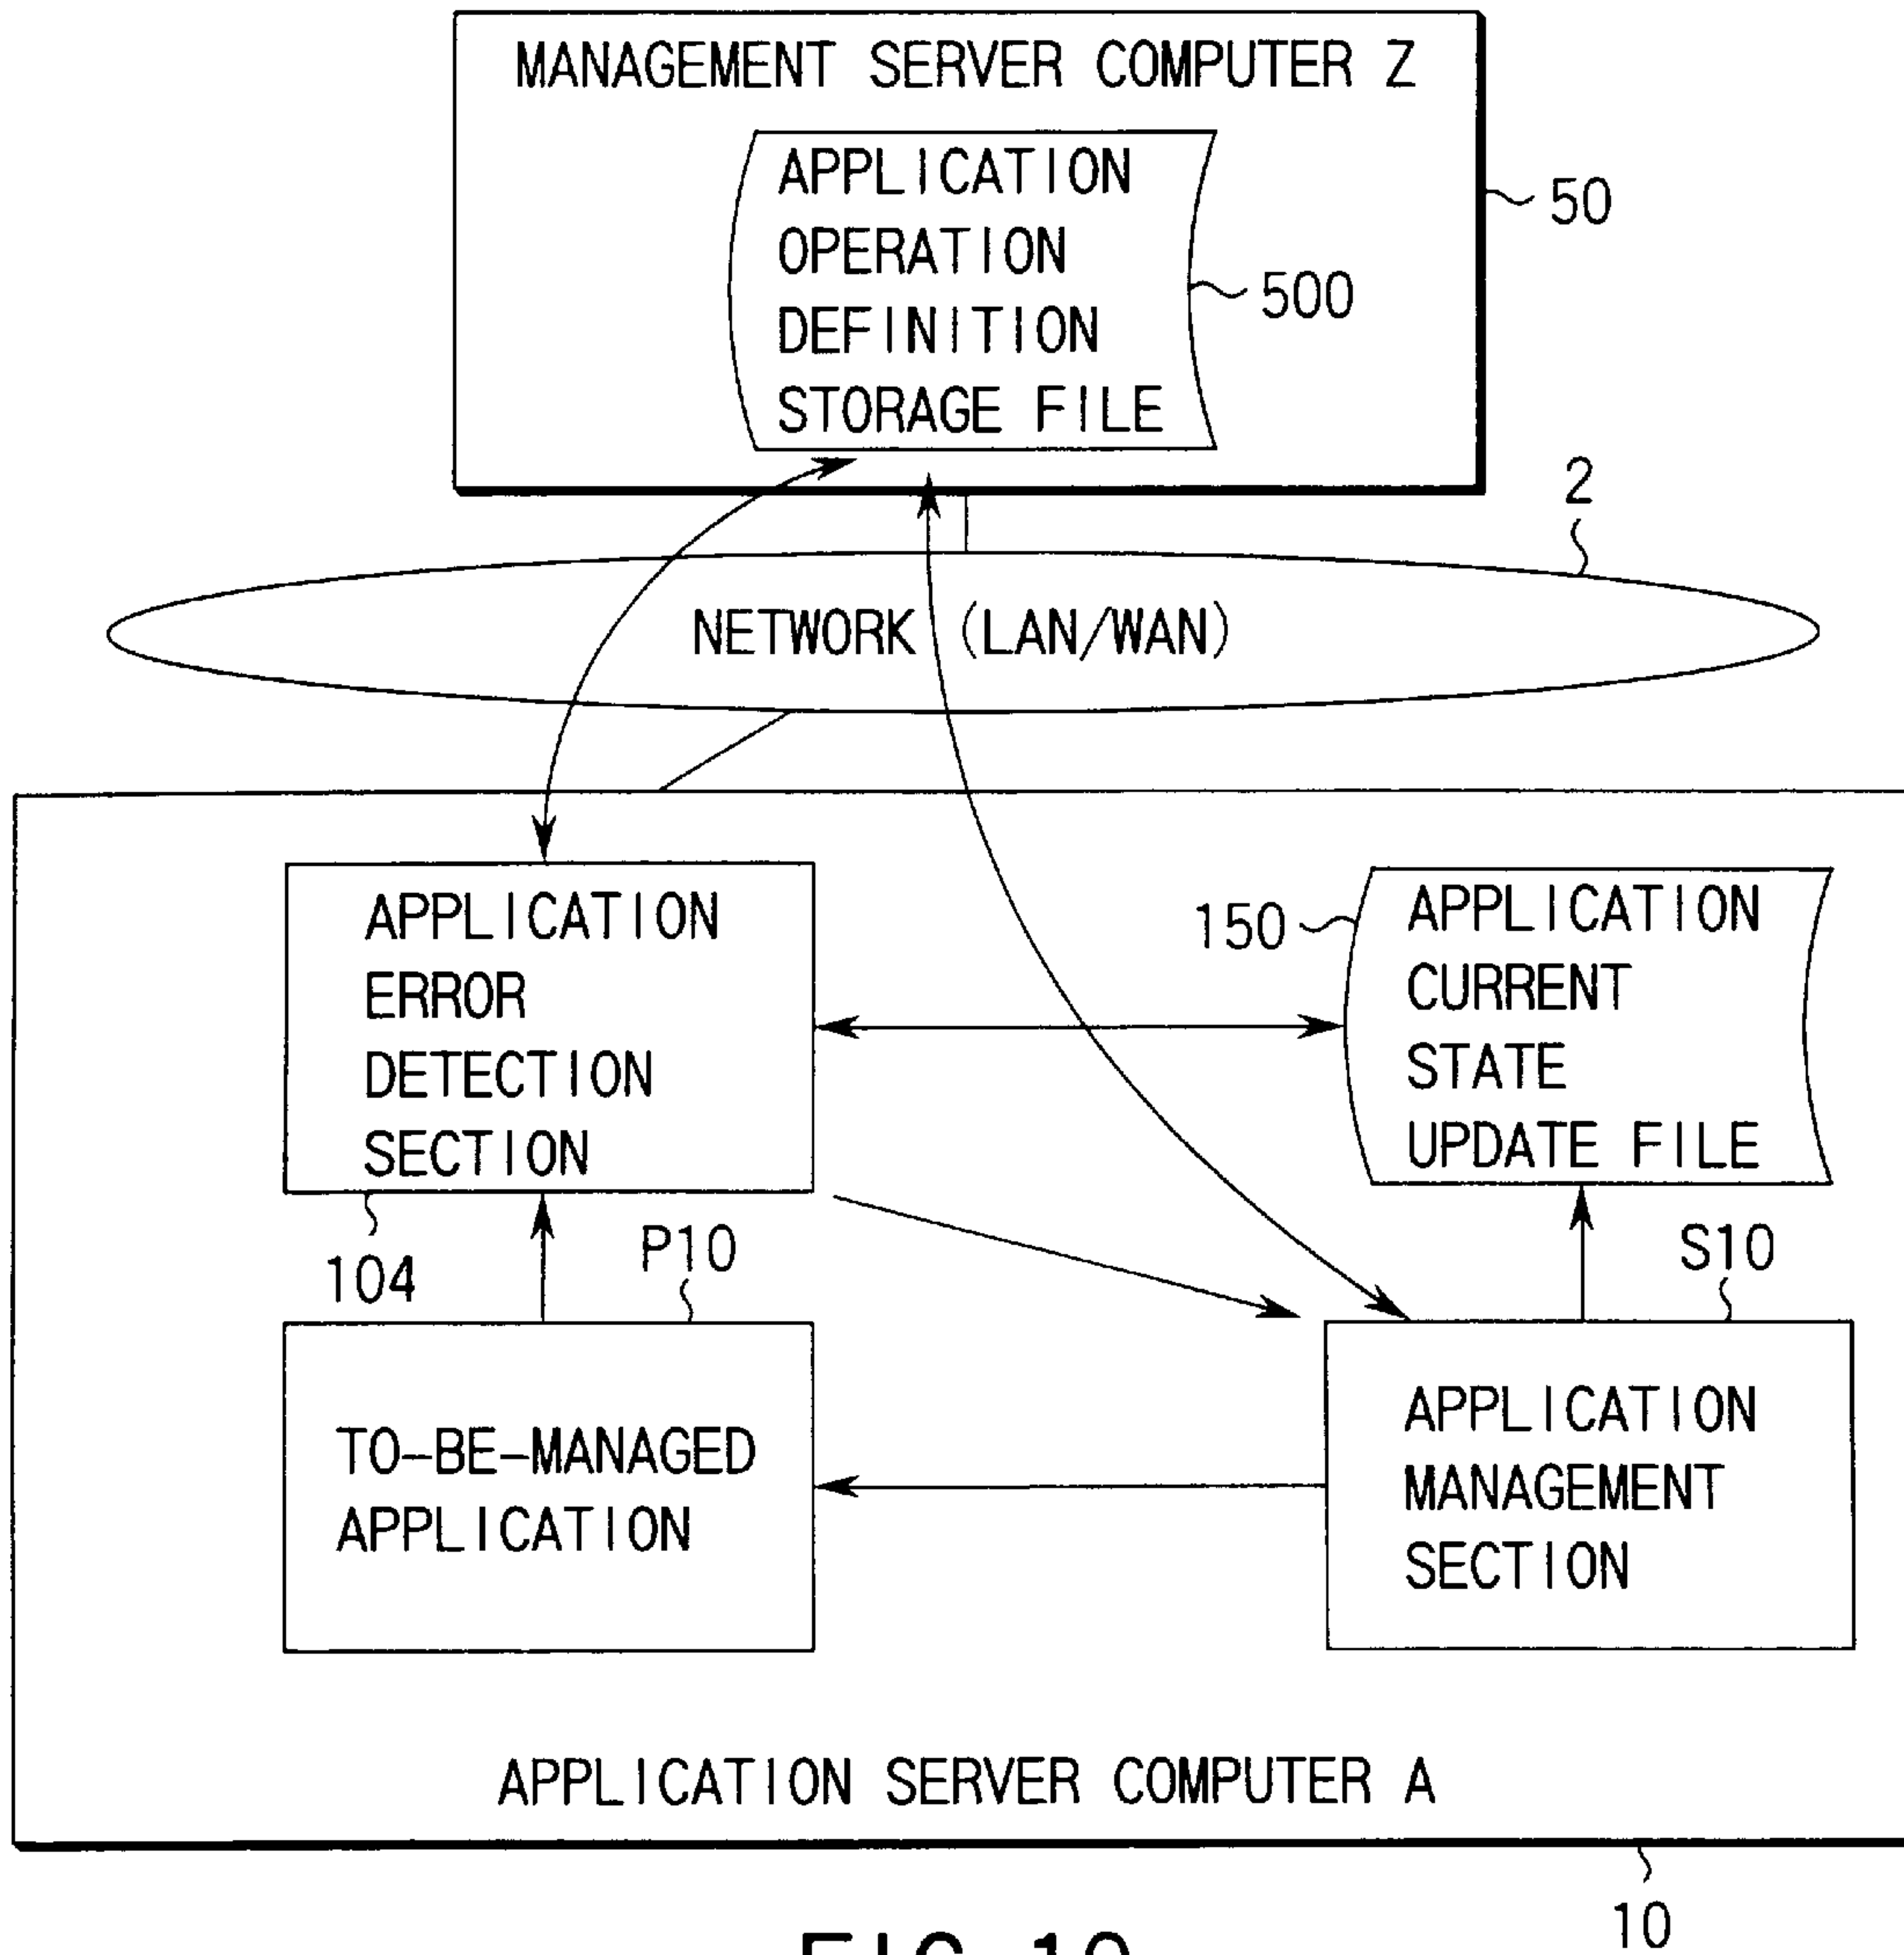 MANAGEMENT SERVER COMPUTER Z
APPLICATION
OPERATION
DEFINITION
STORAGE FILE
50
500
2
NETWORK (LAN/WAN)
APPLICATION
ERROR
DETECTION
SECTION
150
APPLICATION
CURRENT
STATE
UPDATE FILE
104
P10
S10
TO-BE-MANAGED
APPLICATION
APPLICATION
MANAGEMENT
SECTION
APPLICATION SERVER COMPUTER A
10